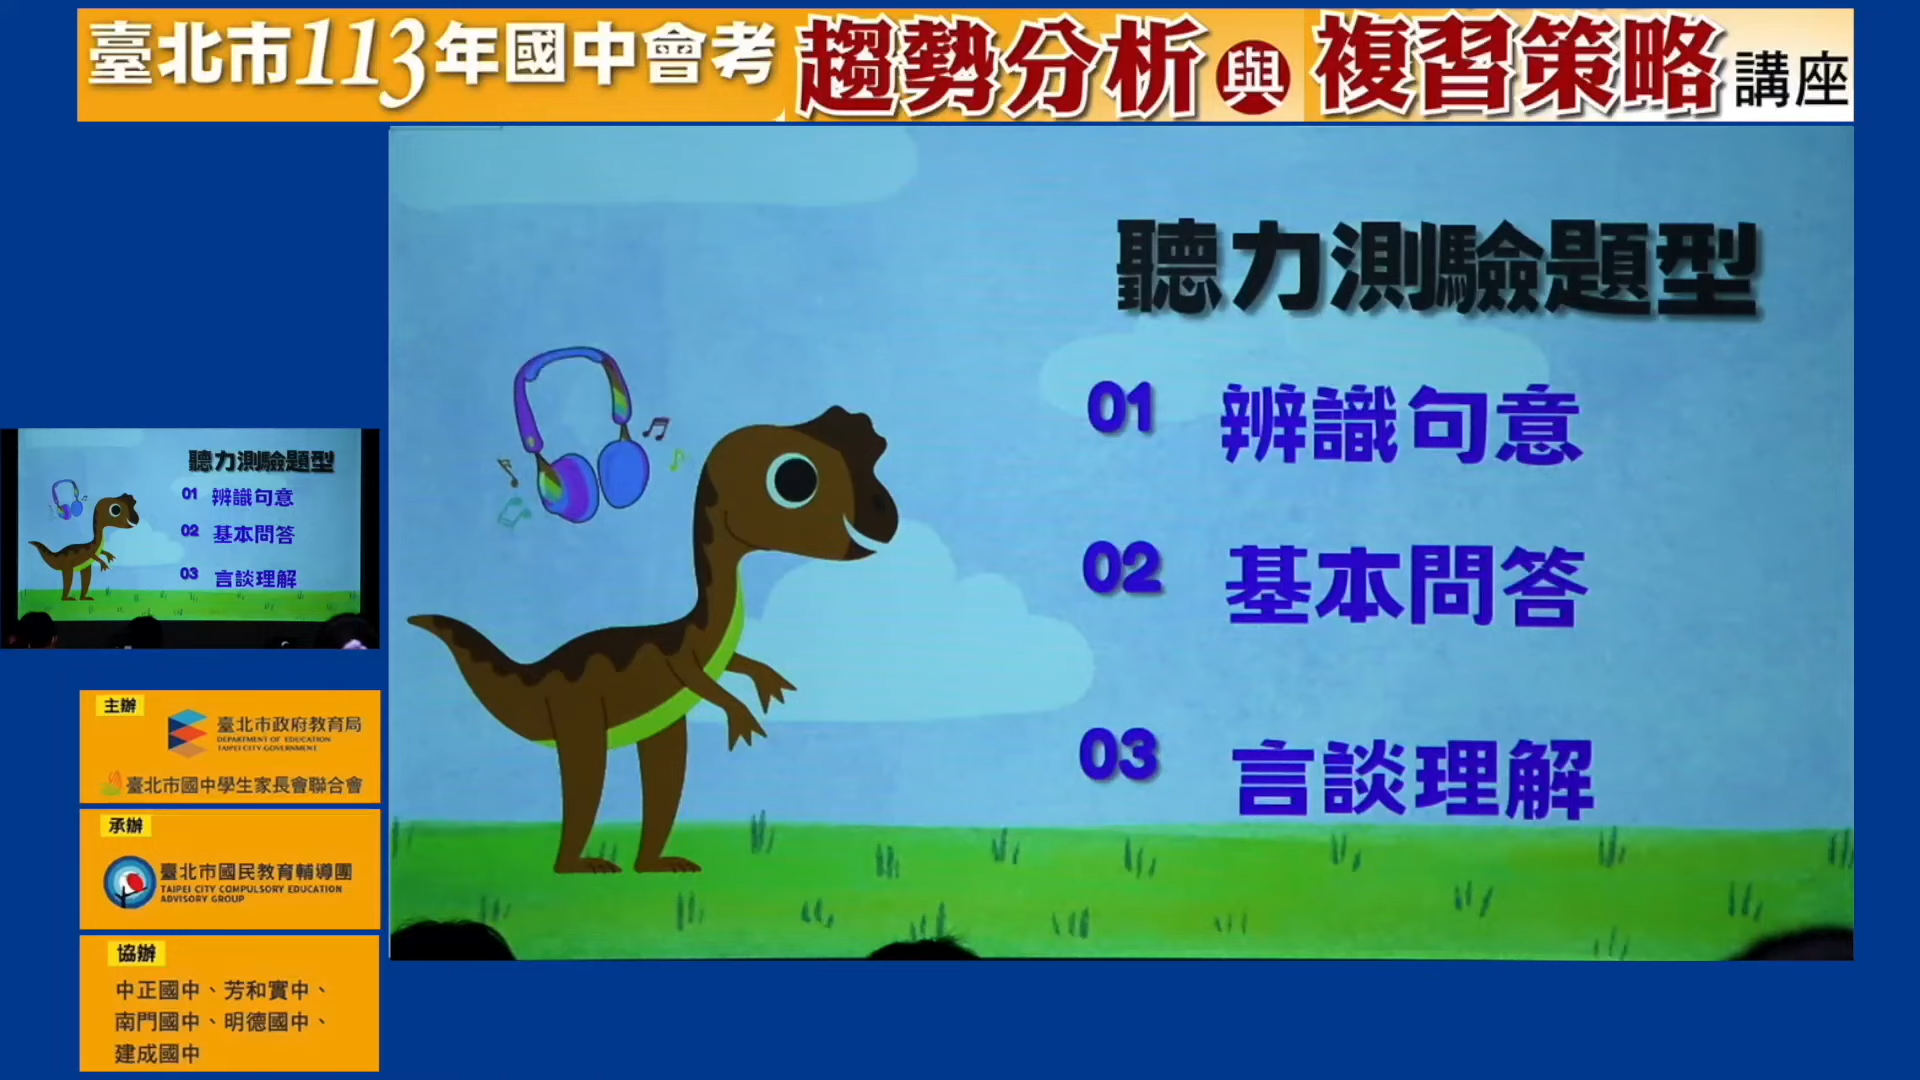 臺北市113年國中會考 趨勢分析與複習策略 講座
聽力測驗題型
01 辨識句意
02 基本問答
03 言談理解
聽力測驗題型
01 辨識句意
02 基本問答
03 言談理解
主辦
臺北市政府教育局
DEPARTMENT OF EDUCATION
TAIPEI CITY GOVERNMENT
臺北市國中學生家長會聯合會
承辦
臺北市國民教育輔導團
TAIPEI CITY COMPULSORY EDUCATION
ADVISORY GROUP
協辦
中正國中、芳和實中、
南門國中、明德國中、
建成國中